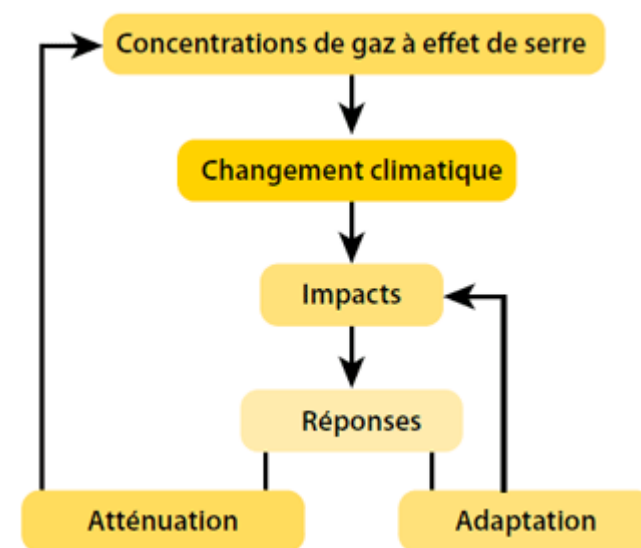 Concentrations de gaz à effet de serre
Changement climatique
Impacts
Réponses
Atténuation
Adaptation